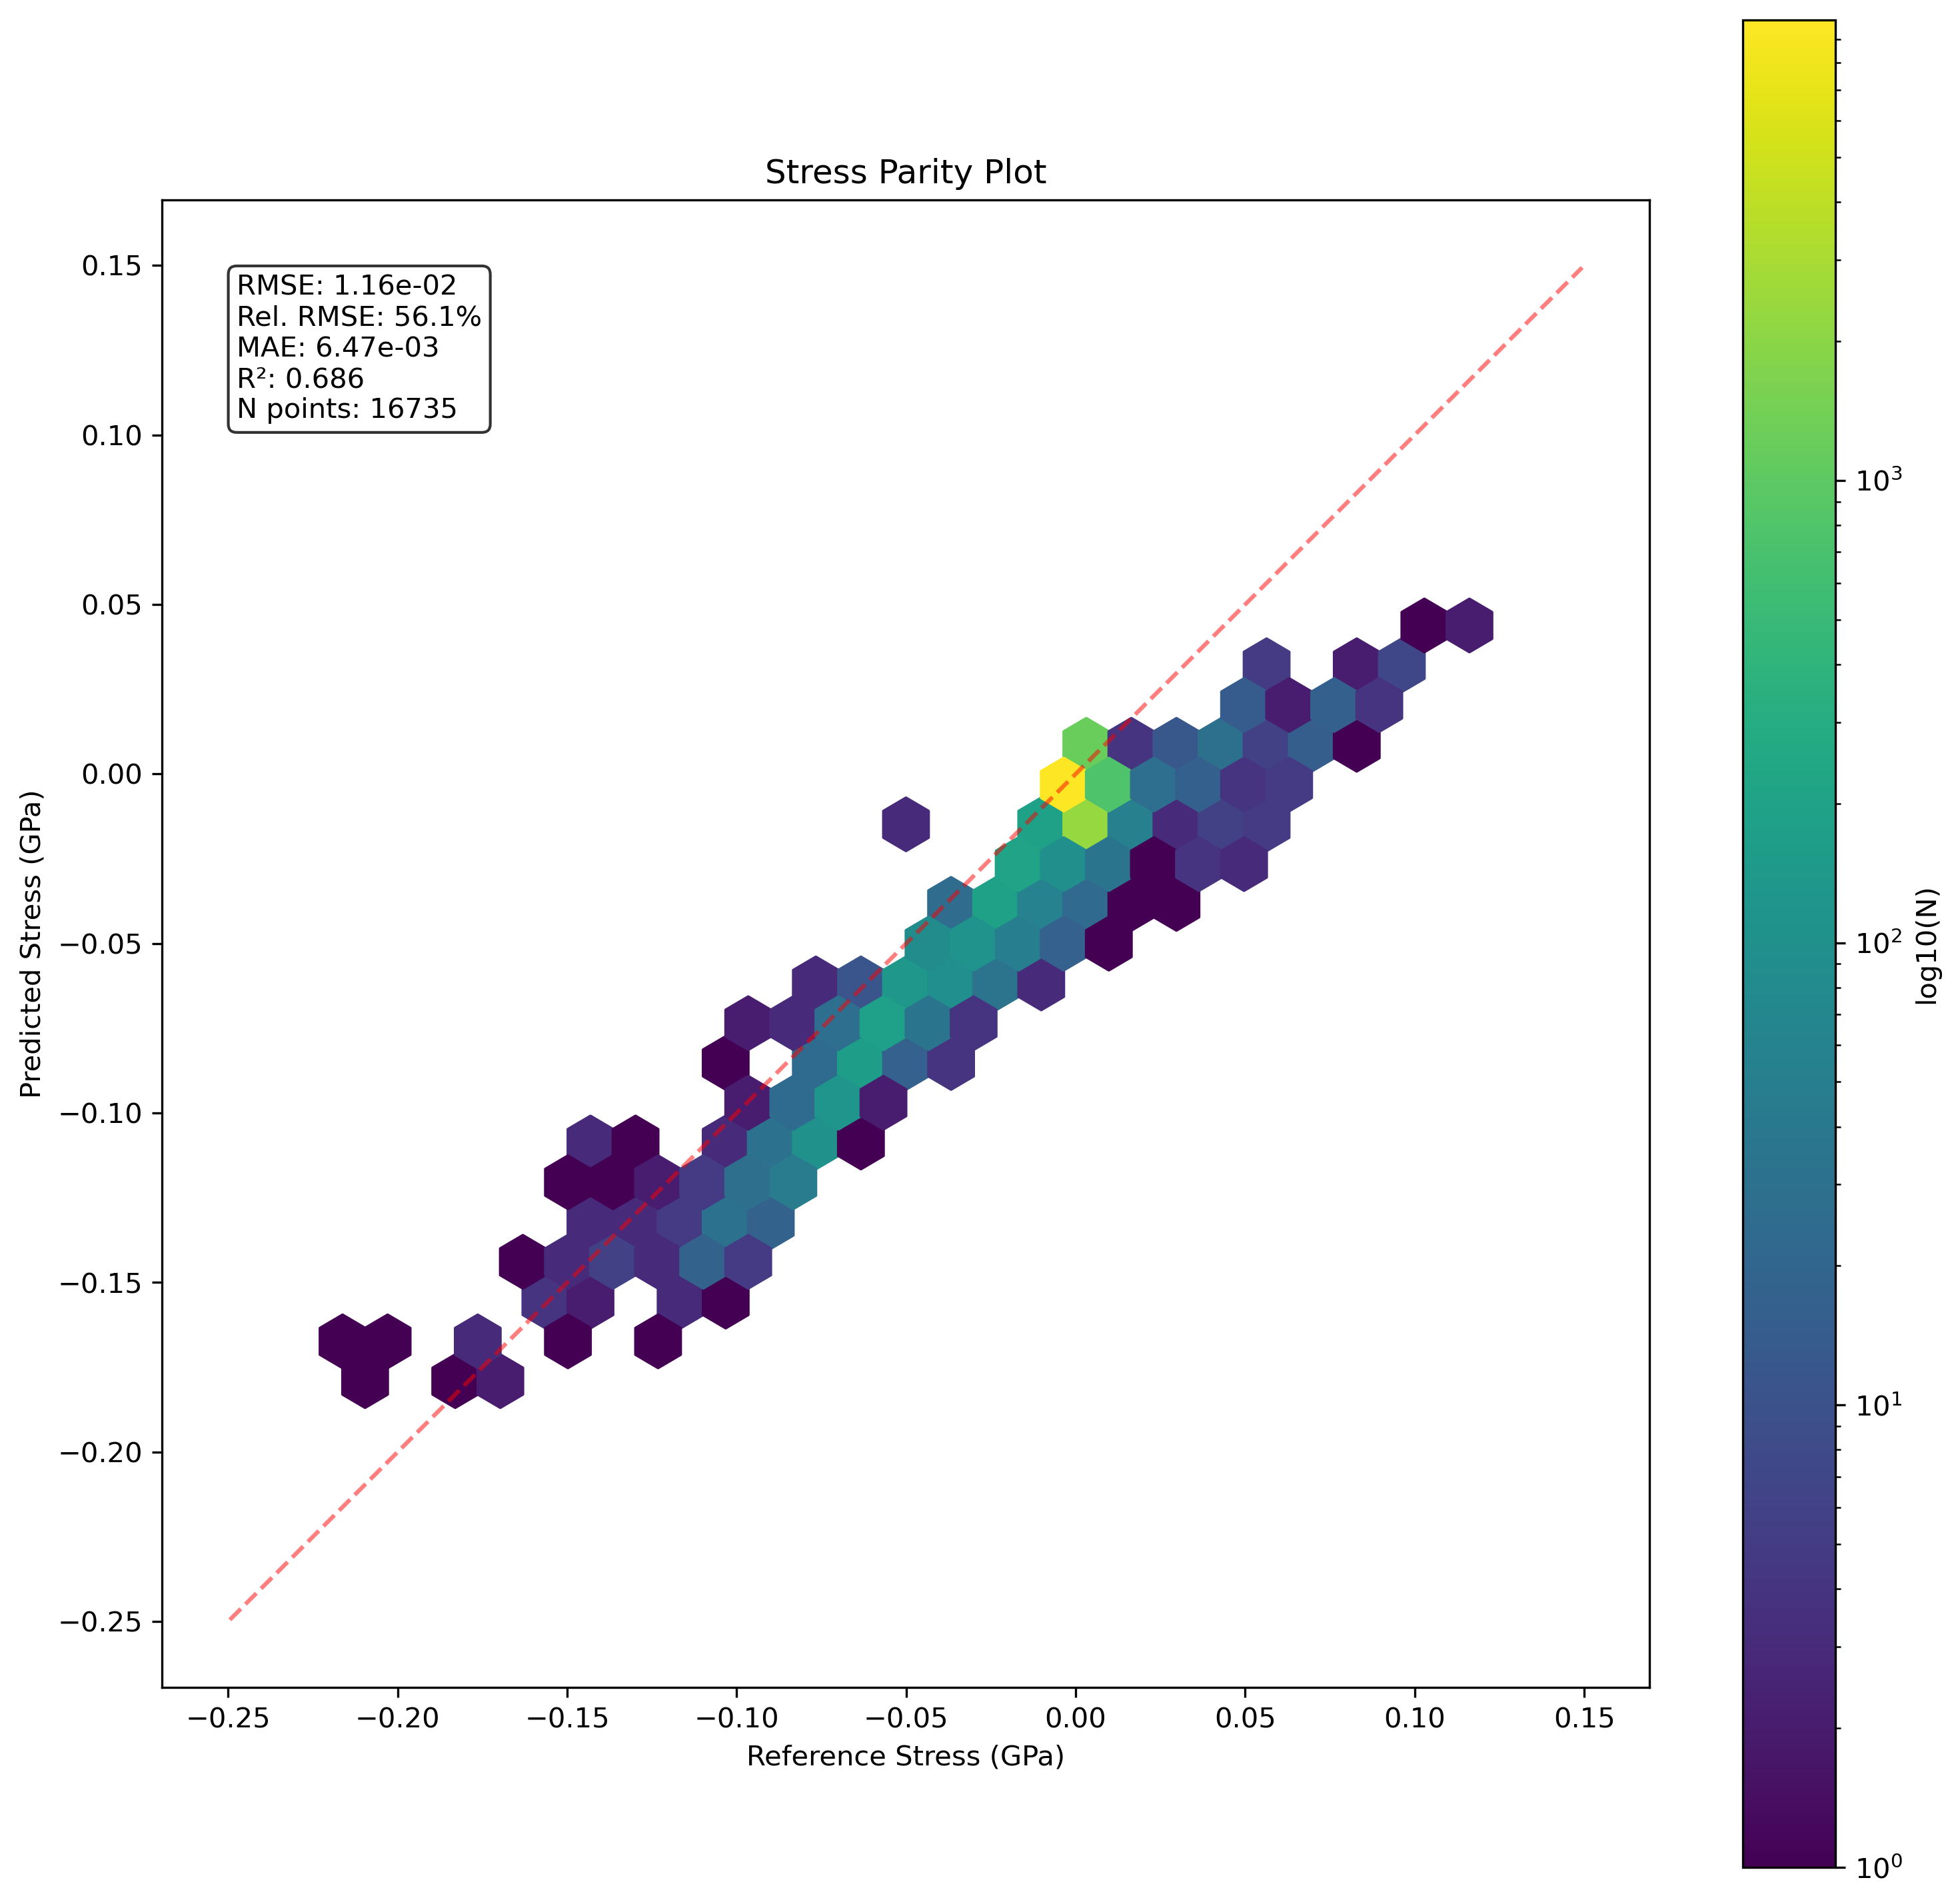 Stress Parity Plot
RMSE: 1.16e-02
Rel. RMSE: 56.1%
MAE: 6.47e-03
R²: 0.686
N points: 16735
0.15
0.10
0.05
0.00
−0.05
−0.10
−0.15
−0.20
−0.25
Predicted Stress (GPa)
−0.25 −0.20 −0.15 −0.10 −0.05 0.00 0.05 0.10 0.15
Reference Stress (GPa)
10³
10²
10¹
10⁰
log10(N)